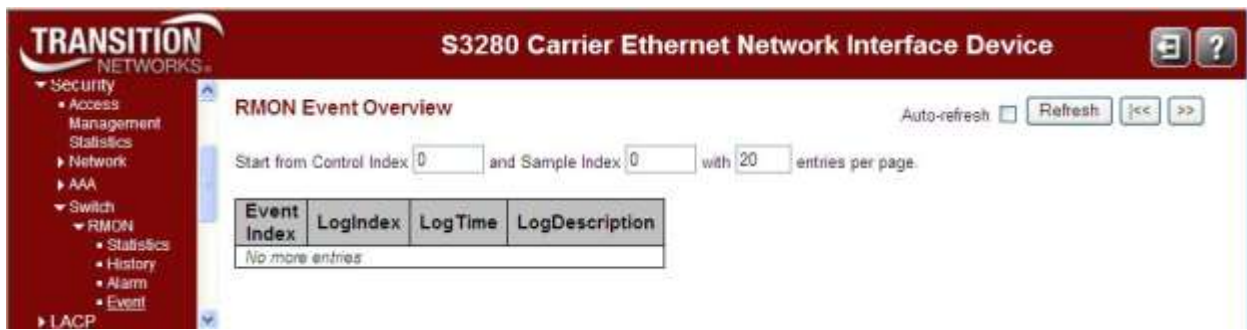 TRANSITION
NETWORKS®
S3280 Carrier Ethernet Network Interface Device
?
Security
Access
Management
Statistics
Network
AAA
Switch
RMON
Statistics
History
Alarm
Event
LACP
RMON Event Overview
Auto-refresh Refresh |<< >>
Start from Control Index 0 and Sample Index 0 with 20 entries per page.
Event Index LogIndex LogTime LogDescription
No more entries